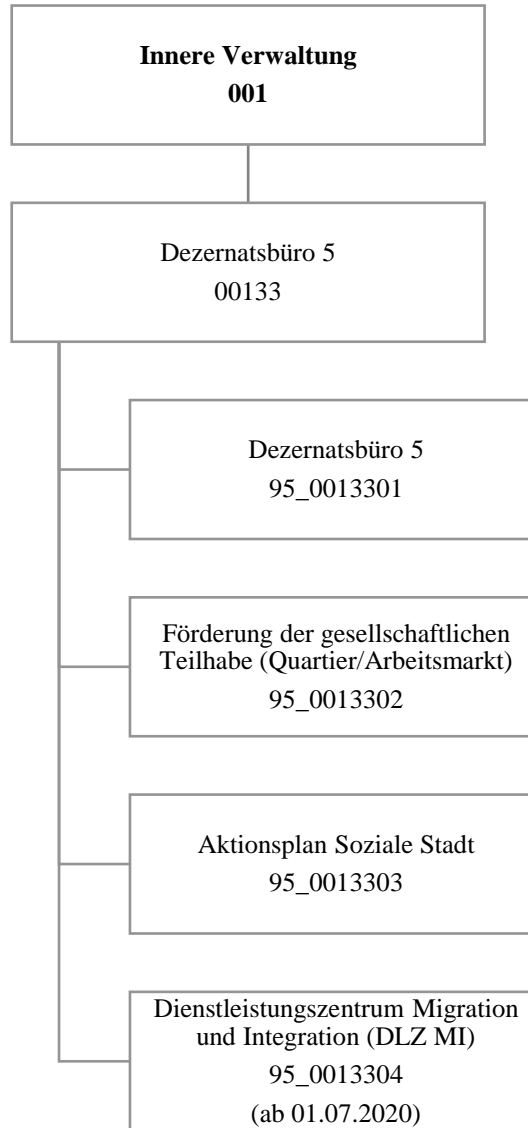 Innere Verwaltung
001
Dezernatsbüro 5
00133
Dezernatsbüro 5
95_0013301
Förderung der gesellschaftlichen
Teilhabe (Quartier/Arbeitsmarkt)
95_0013302
Aktionsplan Soziale Stadt
95_0013303
Dienstleistungszentrum Migration
und Integration (DLZ MI)
95_0013304
(ab 01.07.2020)